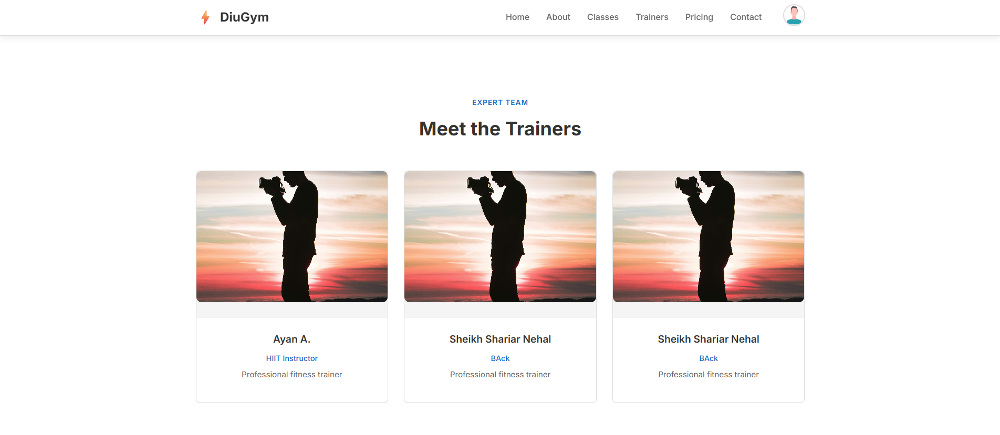 DiuGym
Home About Classes Trainers Pricing Contact
EXPERT TEAM
Meet the Trainers
Ayan A.
HIIT Instructor
Professional fitness trainer
Sheikh Shariar Nehal
BAck
Professional fitness trainer
Sheikh Shariar Nehal
BAck
Professional fitness trainer